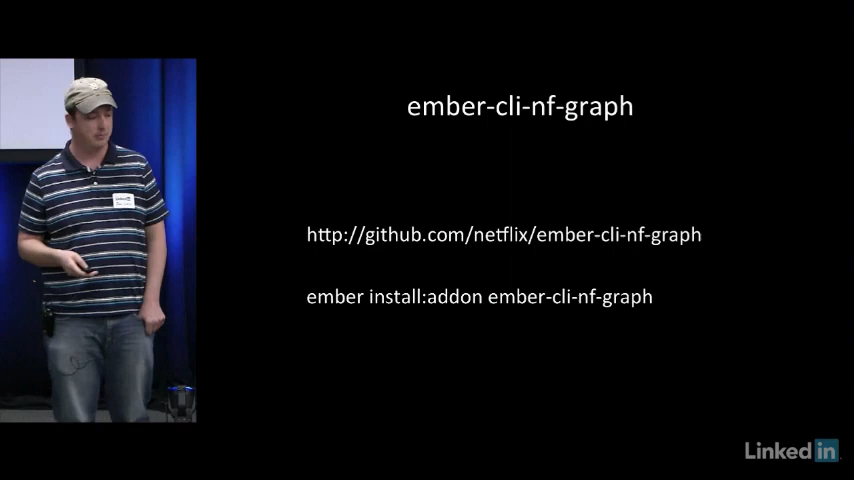 ember-cli-nf-graph
http://github.com/netflix/ember-cli-nf-graph
ember install:addon ember-cli-nf-graph
LinkedIn
LinkedIn